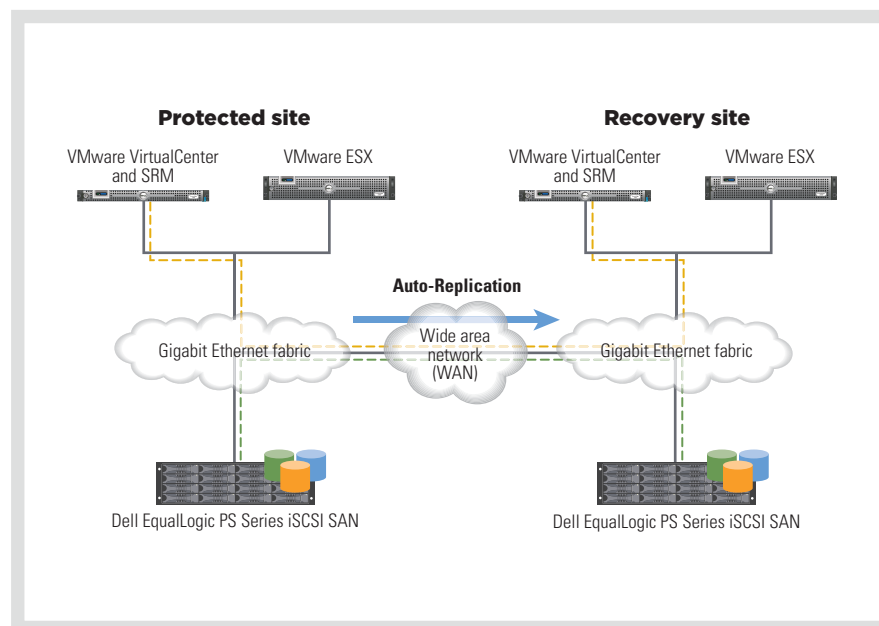 Protected site
VMware VirtualCenter
and SRM
VMware ESX
Recovery site
VMware VirtualCenter
and SRM
VMware ESX
Auto-Replication
Gigabit Ethernet fabric
Wide area
network
(WAN)
Gigabit Ethernet fabric
Dell EqualLogic PS Series iSCSI SAN
Dell EqualLogic PS Series iSCSI SAN